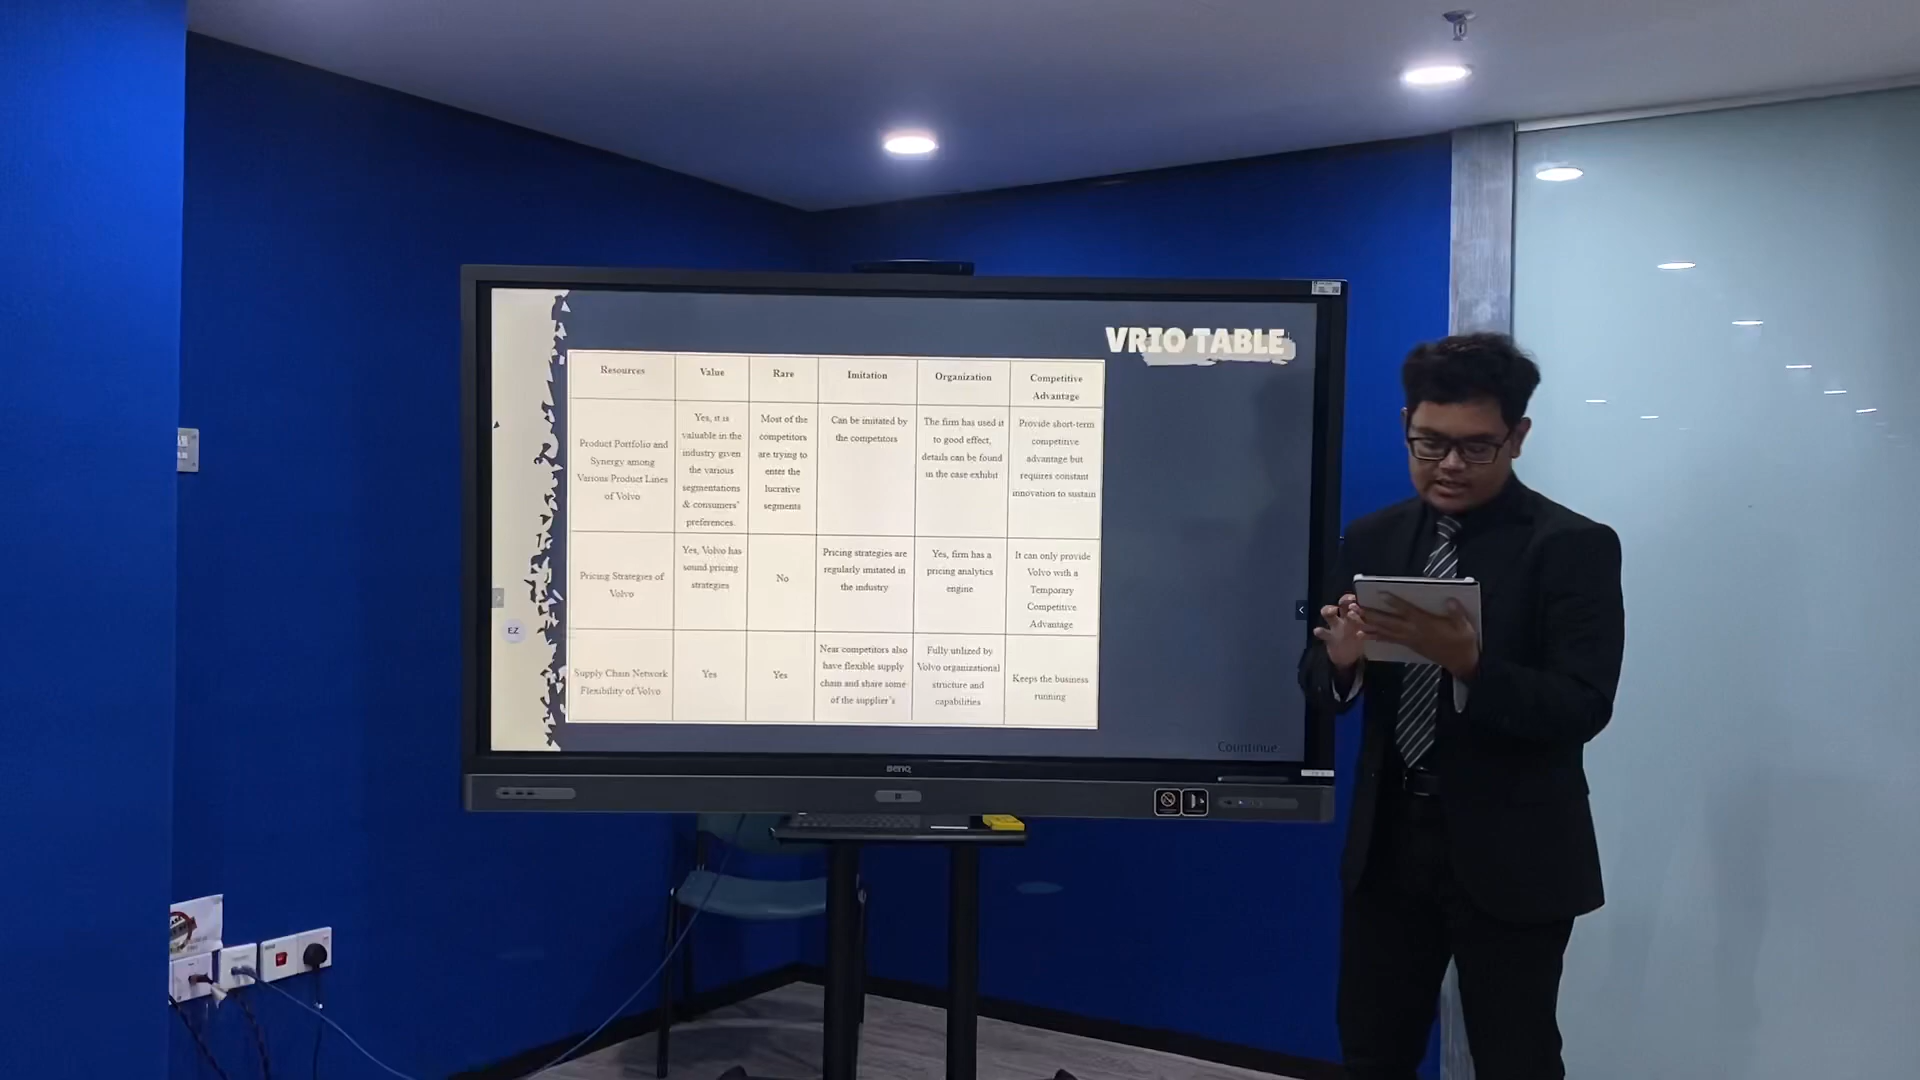 VRIO TABLE
Resources
Value
Rare
Imitation
Organization
Competitive
Advantage
Product Portfolio and
Synergy among
Various Product Lines
of Volvo
Yes, it is
valuable in the
industry given
the various
segmentations
& consumers'
preferences.
Most of the
competitors
are trying to
enter the
lucrative
segments
Can be imitated by
the competitors
The firm has used it
to good effect,
details can be found
in the case exhibit
Provide short-term
competitive
advantage but
requires constant
innovation to sustain
Pricing Strategies of
Volvo
Yes, Volvo has
sound pricing
strategies
No
Pricing strategies are
regularly imitated in
the industry
Yes, firm has a
pricing analytics
engine
It can only provide
Volvo with a
Temporary
Competitive
Advantage
Supply Chain Network
Flexibility of Volvo
Yes
Yes
Near competitors also
have flexible supply
chain and share some
of the supplier's
Fully utilized by
Volvo organizational
structure and
capabilities
Keeps the business
running
EZ
Countinue
BenQ